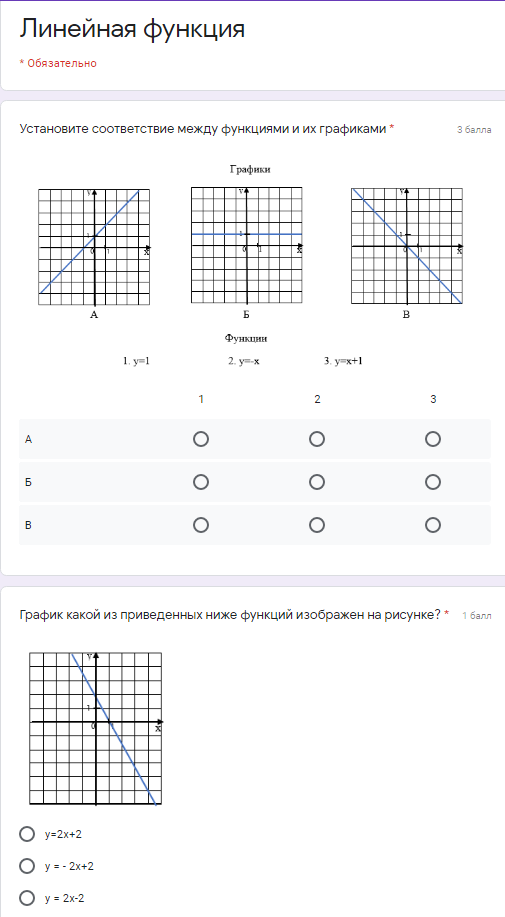 Линейная функция
* Обязательно
Установите соответствие между функциями и их графиками *
3 балла
Графики
Y 1 0 1 X
Y 1 0 1 X
Y 1 0 1 X
А Б В
Функции
1. y=1 2. y=-x 3. y=x+1
1 2 3
А
Б
В
График какой из приведенных ниже функций изображен на рисунке? *
1 балл
Y
1
0 1 X
y=2x+2
y = - 2x+2
y = 2x-2